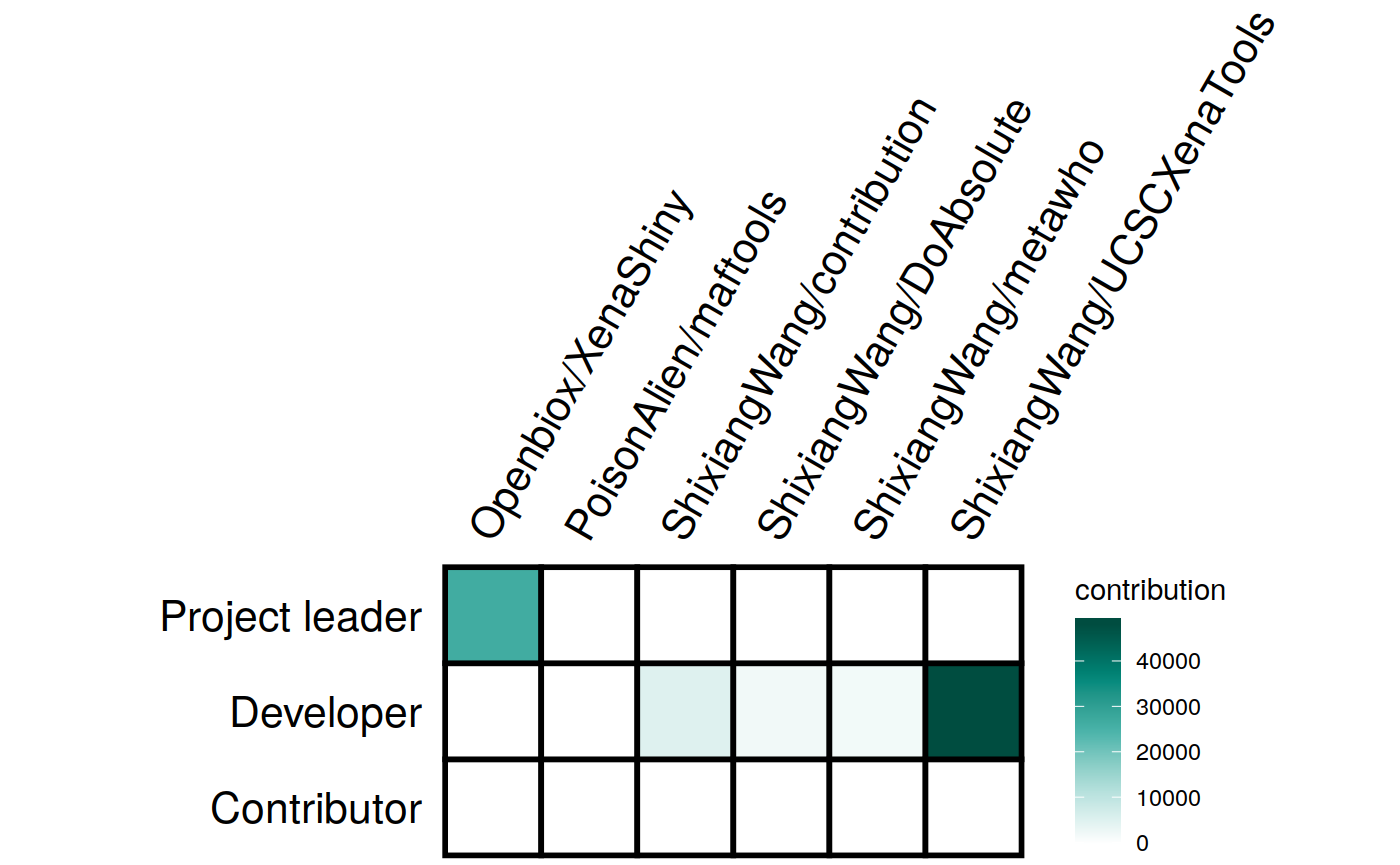 Openbiox/XenaShiny
PoisonAlien/maftools
ShixiangWang/contribution
ShixiangWang/DoAbsolute
ShixiangWang/metawho
ShixiangWang/UCSCXenaTools
Project leader
Developer
Contributor
contribution
40000
30000
20000
10000
0